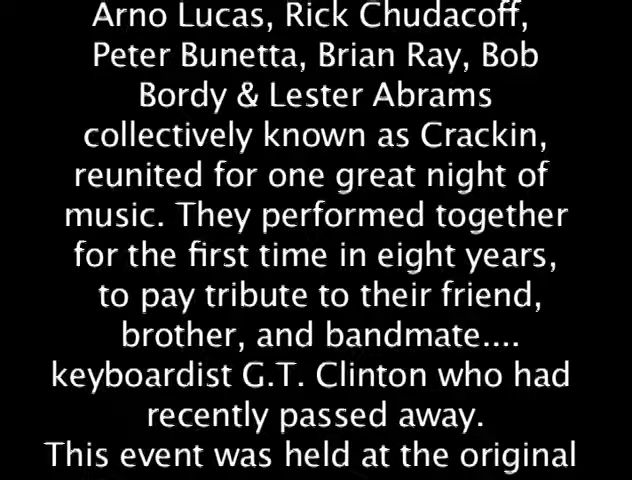 Arno Lucas, Rick Chudacoff,
Peter Bunetta, Brian Ray, Bob
Bordy & Lester Abrams
collectively known as Crackin,
reunited for one great night of
music. They performed together
for the first time in eight years,
to pay tribute to their friend,
brother, and bandmate....
keyboardist G.T. Clinton who had
recently passed away.
This event was held at the original